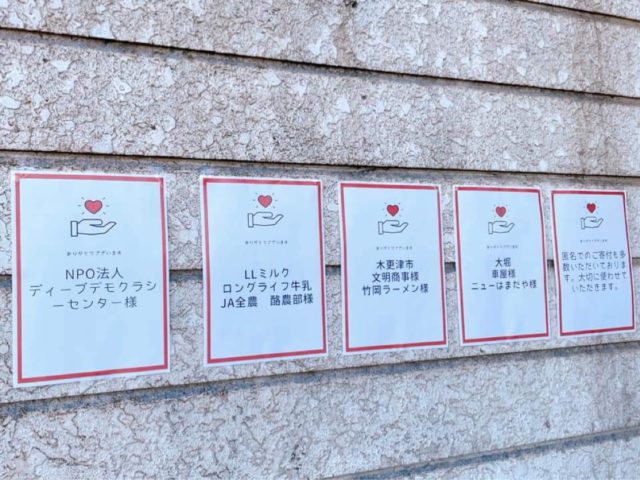 ありがとうございます
NPO法人
ディープデモクラシ
ーセンター様
ありがとうございます
LLミルク
ロングライフ牛乳
JA全農 酪農部様
ありがとうございます
木更津市
文明商事様
竹岡ラーメン様
ありがとうございます
大堀
車屋様
ニューはまだや様
ありがとうございます
匿名でのご寄付も多
数いただいておりま
す。大切に使わせて
いただきます。